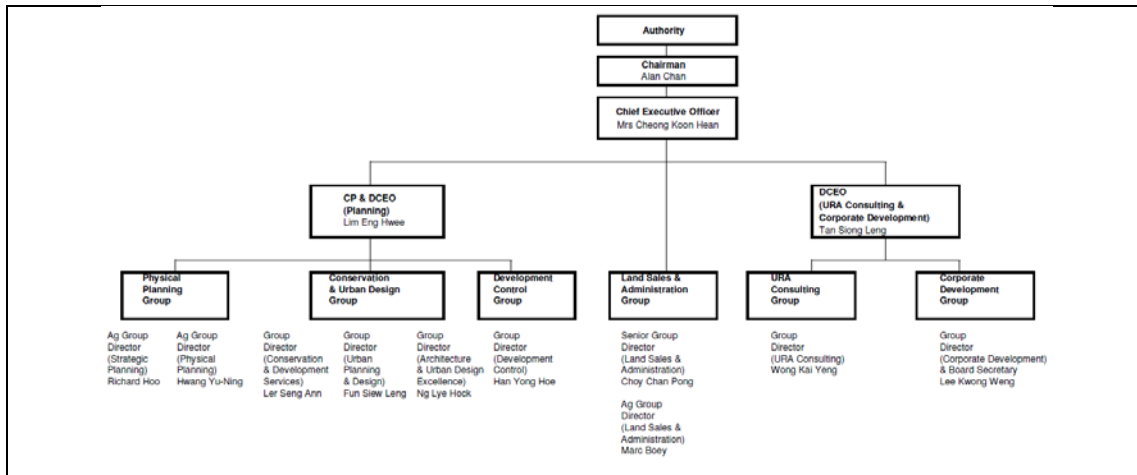 Authority
Chairman
Alan Chan
Chief Executive Officer
Mrs Cheong Koon Hean
CP & DCEO
(Planning)
Lim Eng Hwee
DCEO
(URA Consulting &
Corporate Development)
Tan Siong Leng
Physical
Planning
Group
Conservation
& Urban Design
Group
Development
Control
Group
Land Sales &
Administration
Group
URA
Consulting
Group
Corporate
Development
Group
Ag Group
Director
(Strategic
Planning)
Richard Hoo
Ag Group
Director
(Physical
Planning)
Hwang Yu-Ning
Group
Director
(Conservation
& Development
Services)
Ler Seng Ann
Group
Director
(Urban
Planning
& Design)
Fun Siew Leng
Group
Director
(Architecture
& Urban Design
Excellence)
Ng Lye Hock
Group
Director
(Development
Control)
Han Yong Hoe
Senior Group
Director
(Land Sales &
Administration)
Choy Chan Pong
Ag Group
Director
(Land Sales &
Administration)
Marc Boey
Group
Director
(URA Consulting)
Wong Kai Yeng
Group
Director
(Corporate Development)
& Board Secretary
Lee Kwong Weng